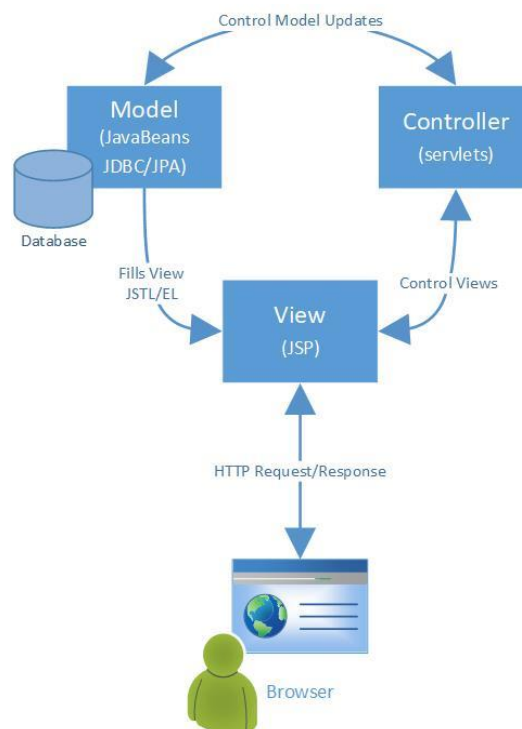 Control Model Updates
Model
(JavaBeans
JDBC/JPA)
Controller
(servlets)
Database
Fills View
JSTL/EL
Control Views
View
(JSP)
HTTP Request/Response
Browser